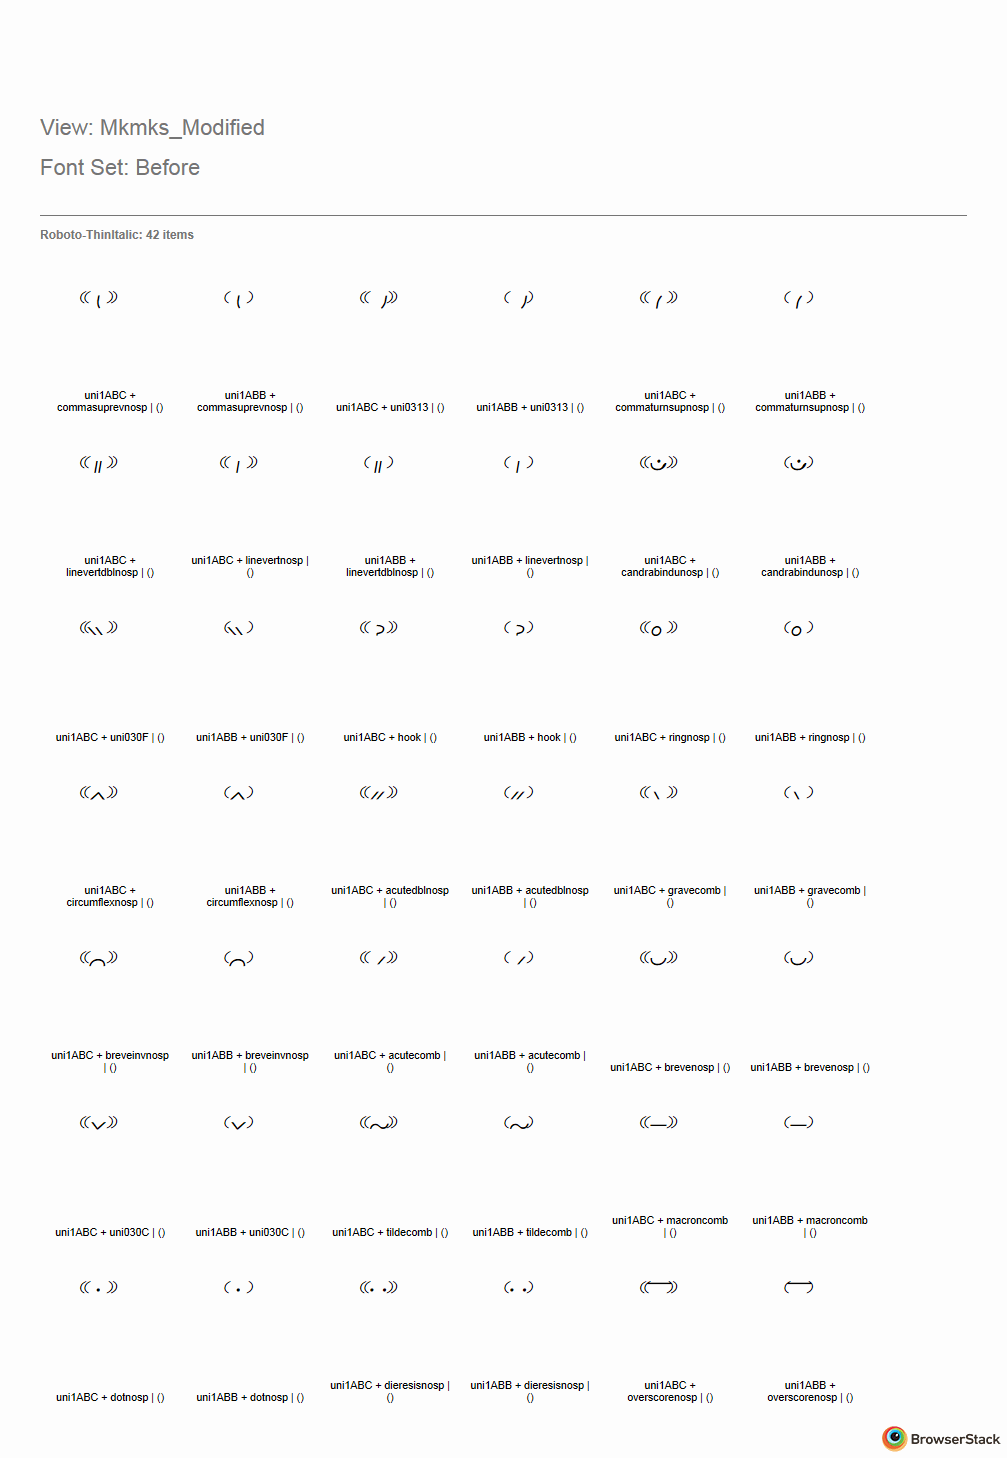 View: Mkmks_Modified
Font Set: Before
Roboto-ThinItalic: 42 items
uni1ABC + commasuprevnosp | ()
uni1ABB + commasuprevnosp | ()
uni1ABC + uni0313 | ()
uni1ABB + uni0313 | ()
uni1ABC + commaturnsupnosp | ()
uni1ABB + commaturnsupnosp | ()
uni1ABC + linevertdblnosp | ()
uni1ABC + linevertnosp | ()
uni1ABB + linevertdblnosp | ()
uni1ABB + linevertnosp | ()
uni1ABC + candrabindunosp | ()
uni1ABB + candrabindunosp | ()
uni1ABC + uni030F | ()
uni1ABB + uni030F | ()
uni1ABC + hook | ()
uni1ABB + hook | ()
uni1ABC + ringnosp | ()
uni1ABB + ringnosp | ()
uni1ABC + circumflexnosp | ()
uni1ABB + circumflexnosp | ()
uni1ABC + acutedblnosp | ()
uni1ABB + acutedblnosp | ()
uni1ABC + gravecomb | ()
uni1ABB + gravecomb | ()
uni1ABC + breveinvnosp | ()
uni1ABB + breveinvnosp | ()
uni1ABC + acutecomb | ()
uni1ABB + acutecomb | ()
uni1ABC + brevenosp | ()
uni1ABB + brevenosp | ()
uni1ABC + uni030C | ()
uni1ABB + uni030C | ()
uni1ABC + tildecomb | ()
uni1ABB + tildecomb | ()
uni1ABC + macroncomb | ()
uni1ABB + macroncomb | ()
uni1ABC + dotnosp | ()
uni1ABB + dotnosp | ()
uni1ABC + dieresisnosp | ()
uni1ABB + dieresisnosp | ()
uni1ABC + overscorenosp | ()
uni1ABB + overscorenosp | ()
BrowserStack